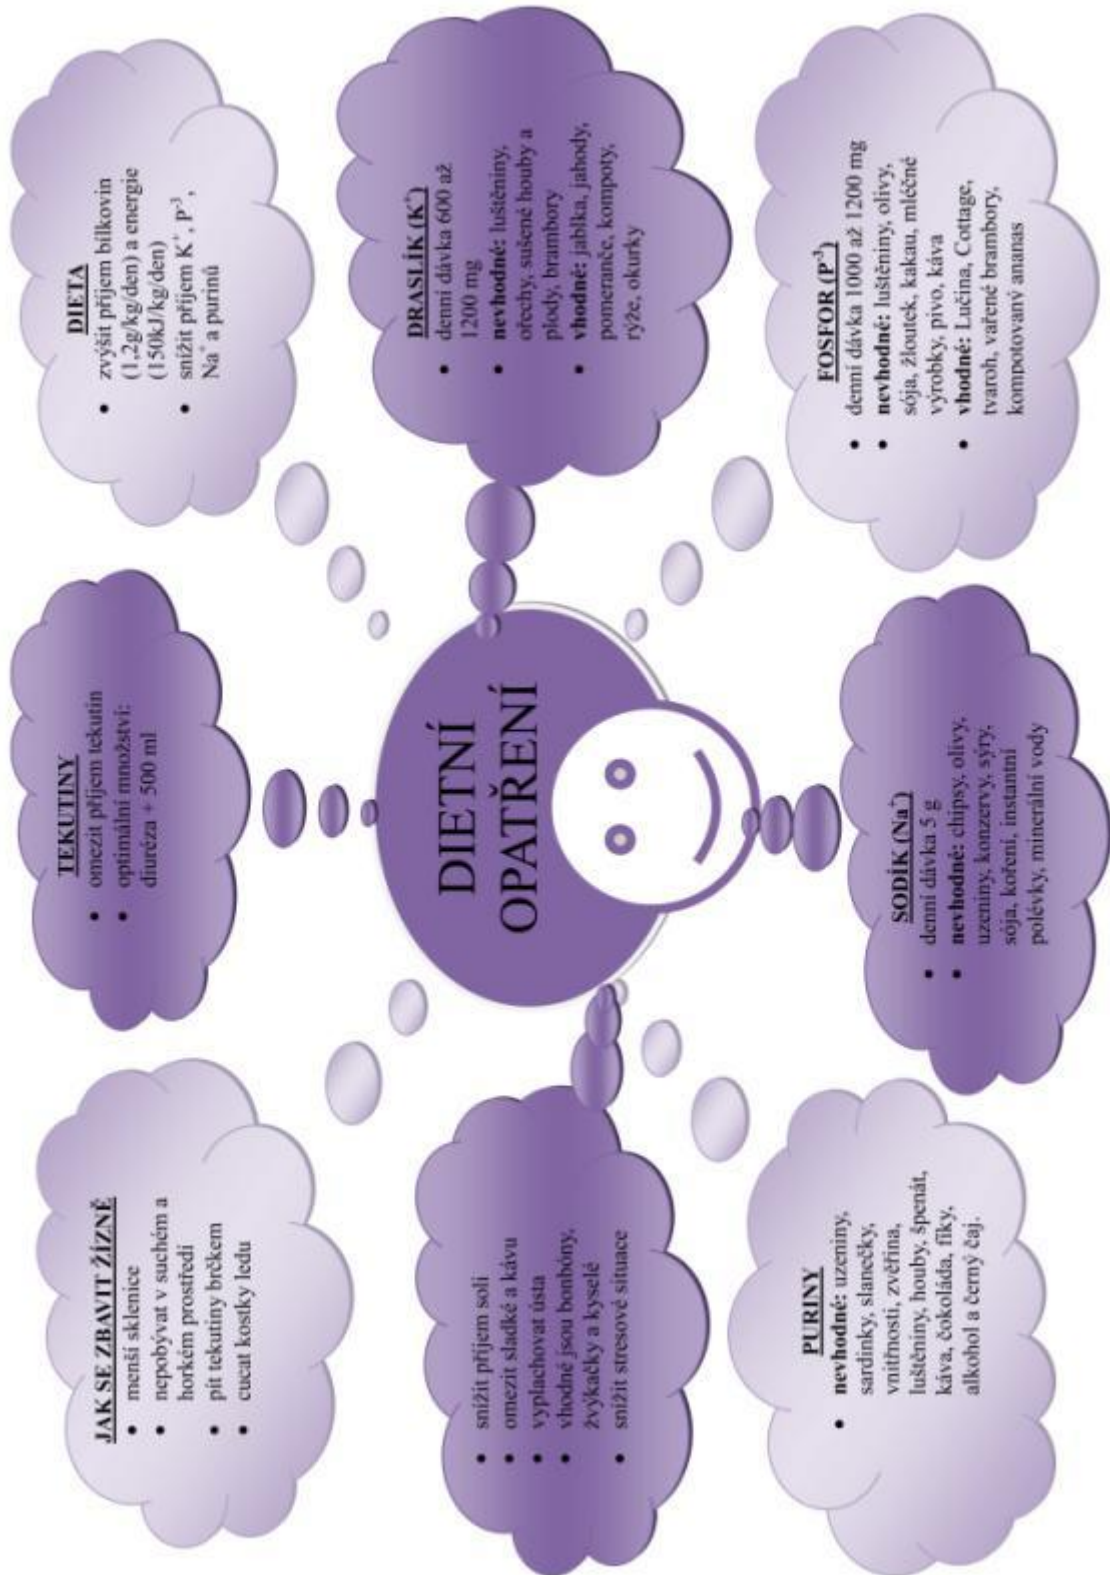 JAK SE ZBAVIT ŽÍZNĚ
• menší sklenice
• nepobývat v suchém a
horkém prostředí
• pít tekutiny brčkem
• cucat kostky ledu
TEKUTINY
• omezit příjem tekutin
• optimální množství:
diuréza + 500 ml
DIETA
• zvýšit příjem bílkovin
(1,2g/kg/den) a energie
(150kJ/kg/den)
• snížit příjem K⁺, P⁻³,
Na⁺ a purinů
• snížit příjem soli
• omezit sladké a kávu
• vyplachovat ústa
• vhodné jsou bonbóny,
žvýkačky a kyselé
• snížit stresové situace
DIETNÍ
OPATŘENÍ
DRASLÍK (K⁺)
• denní dávka 600 až
1200 mg
• nevhodné: luštěniny,
ořechy, sušené houby a
plody, brambory
• vhodné: jablka, jahody,
pomeranče, kompoty,
rýže, okurky
PURINY
• nevhodné: uzeniny,
sardinky, slanečky,
vnitřnosti, zvěřina,
luštěniny, houby, špenát,
káva, čokoláda, fíky,
alkohol a černý čaj.
SODÍK (Na⁺)
• denní dávka 5 g
• nevhodné: chipsy, olivy,
uzeniny, konzervy, sýry,
sója, koření, instantní
polévky, minerální vody
FOSFOR (P⁻³)
• denní dávka 1000 až 1200 mg
• nevhodné: luštěniny, olivy,
sója, žloutek, kakau, mléčné
výrobky, pivo, káva
• vhodné: Lučina, Cottage,
tvaroh, vařené brambory,
kompotovaný ananas